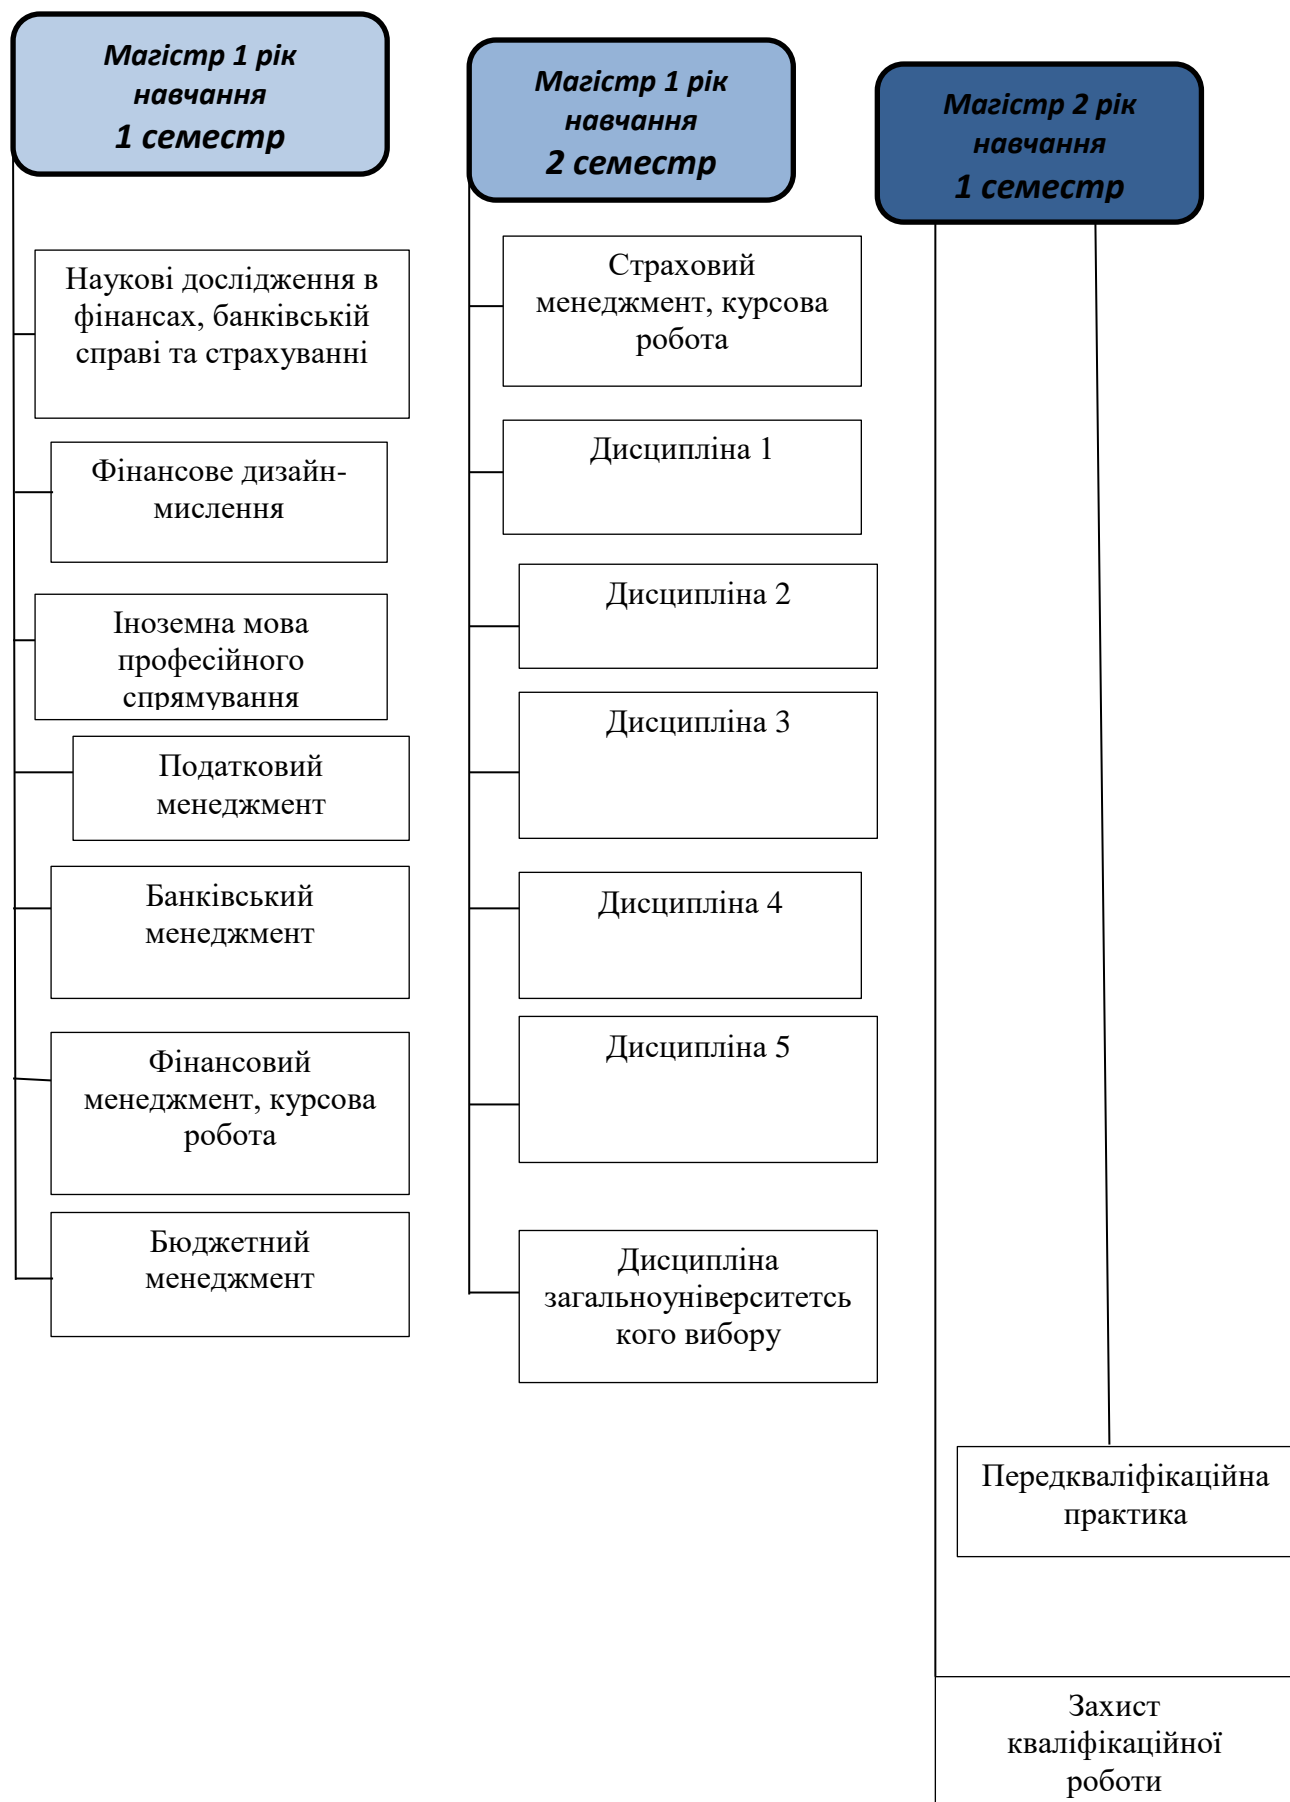 Магістр 1 рік
навчання
1 семестр
Наукові дослідження в
фінансах, банківській
справі та страхуванні
Фінансове дизайн-
мислення
Іноземна мова
професійного
спрямування
Податковий
менеджмент
Банківський
менеджмент
Фінансовий
менеджмент, курсова
робота
Бюджетний
менеджмент
Магістр 1 рік
навчання
2 семестр
Страховий
менеджмент, курсова
робота
Дисципліна 1
Дисципліна 2
Дисципліна 3
Дисципліна 4
Дисципліна 5
Дисципліна
загальноуніверситетсь
кого вибору
Магістр 2 рік
навчання
1 семестр
Передкваліфікаційна
практика
Захист
кваліфікаційної
роботи